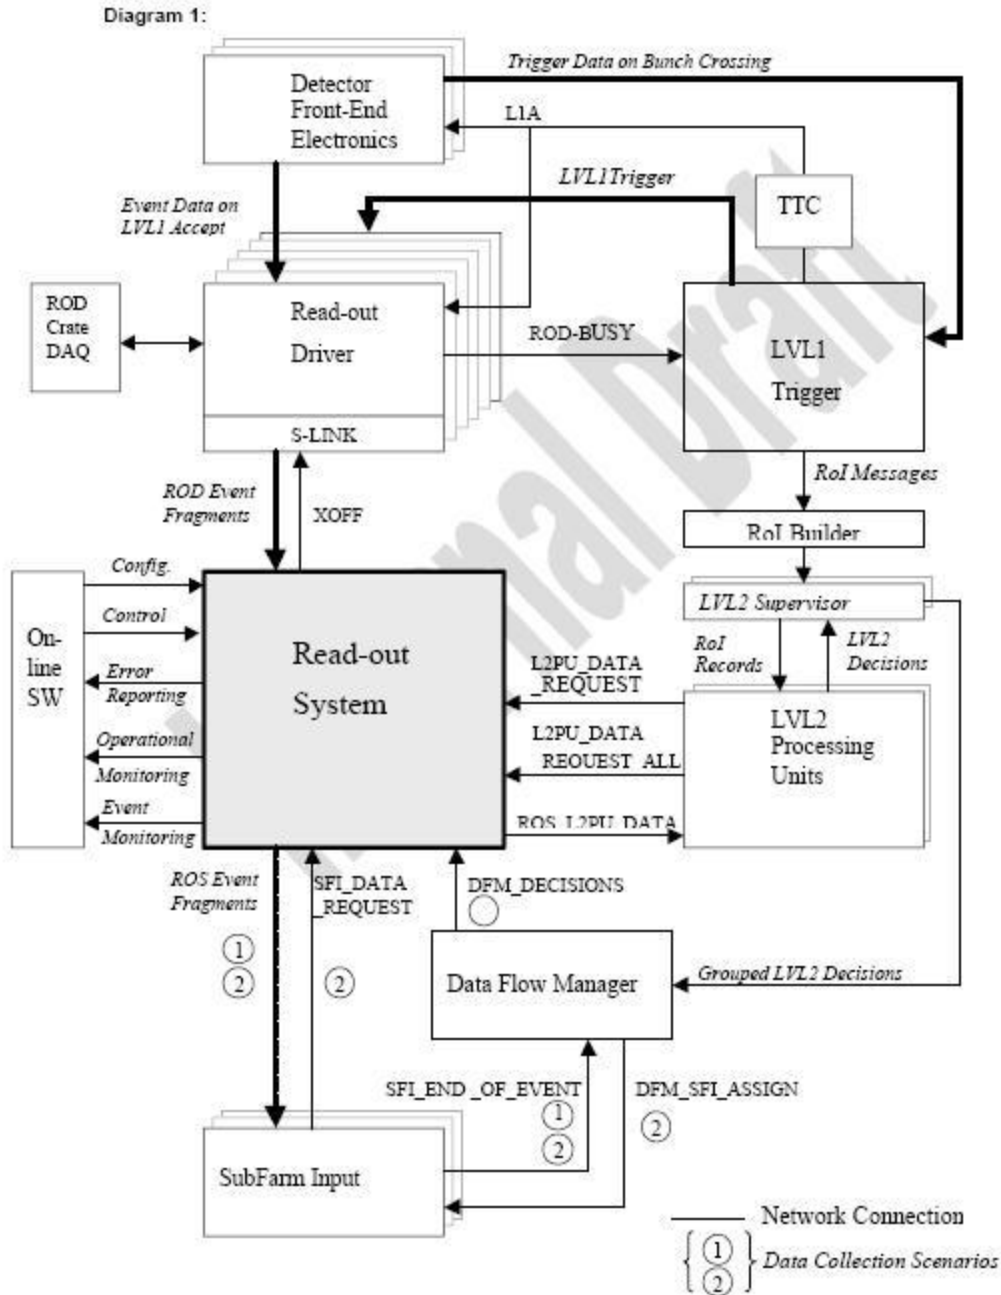 Diagram 1:
Trigger Data on Bunch Crossing
Detector
Front-End
Electronics
L1A
LVL1Trigger
TTC
Event Data on
LVL1 Accept
ROD
Crate
DAQ
Read-out
Driver
ROD-BUSY
LVL1
Trigger
S-LINK
ROD Event
Fragments
XOFF
RoI Messages
RoI Builder
Config.
Control
On-
line
SW
Error
Reporting
Operational
Monitoring
Event
Monitoring
Read-out
System
LVL2 Supervisor
RoI
Records
LVL2
Decisions
L2PU_DATA
_REQUEST
L2PU_DATA
REQUEST_ALL
ROS_L2PU_DATA
LVL2
Processing
Units
ROS Event
Fragments
SFI_DATA
_REQUEST
DFM_DECISIONS
1
2
2
Data Flow Manager
Grouped LVL2 Decisions
SFI_END_OF_EVENT
1
2
DFM_SFI_ASSIGN
2
SubFarm Input
Network Connection
{ 1 2 } Data Collection Scenarios
Draft